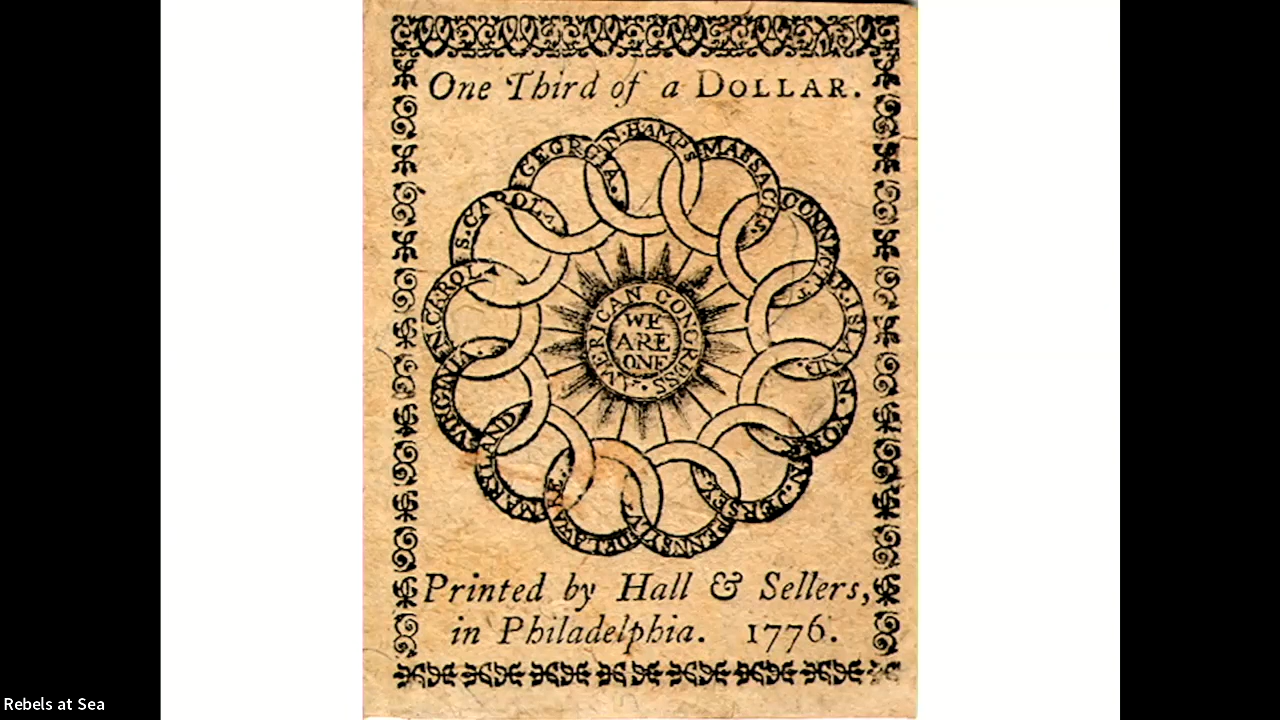 One Third of a DOLLAR.
N. HAMPS
MASSACHS.
CONNECTT
R. ISLAND
N. YORK
N. JERSEY
PENNSYLV
DELAWARE.
MARYLAND
VIRGINIA.
N. CAROLA
S. CAROLA
GEORGIA.
AMERICAN CONGRESS.
WE
ARE
ONE
Printed by Hall & Sellers,
in Philadelphia. 1776.
Rebels at Sea